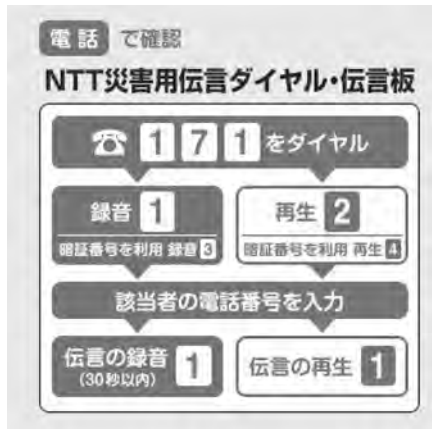 電話 で確認
NTT災害用伝言ダイヤル・伝言板
☎ 1 7 1 をダイヤル
録音 1
暗証番号を利用 録音 3
再生 2
暗証番号を利用 再生 4
該当者の電話番号を入力
伝言の録音 1
(30秒以内)
伝言の再生 1